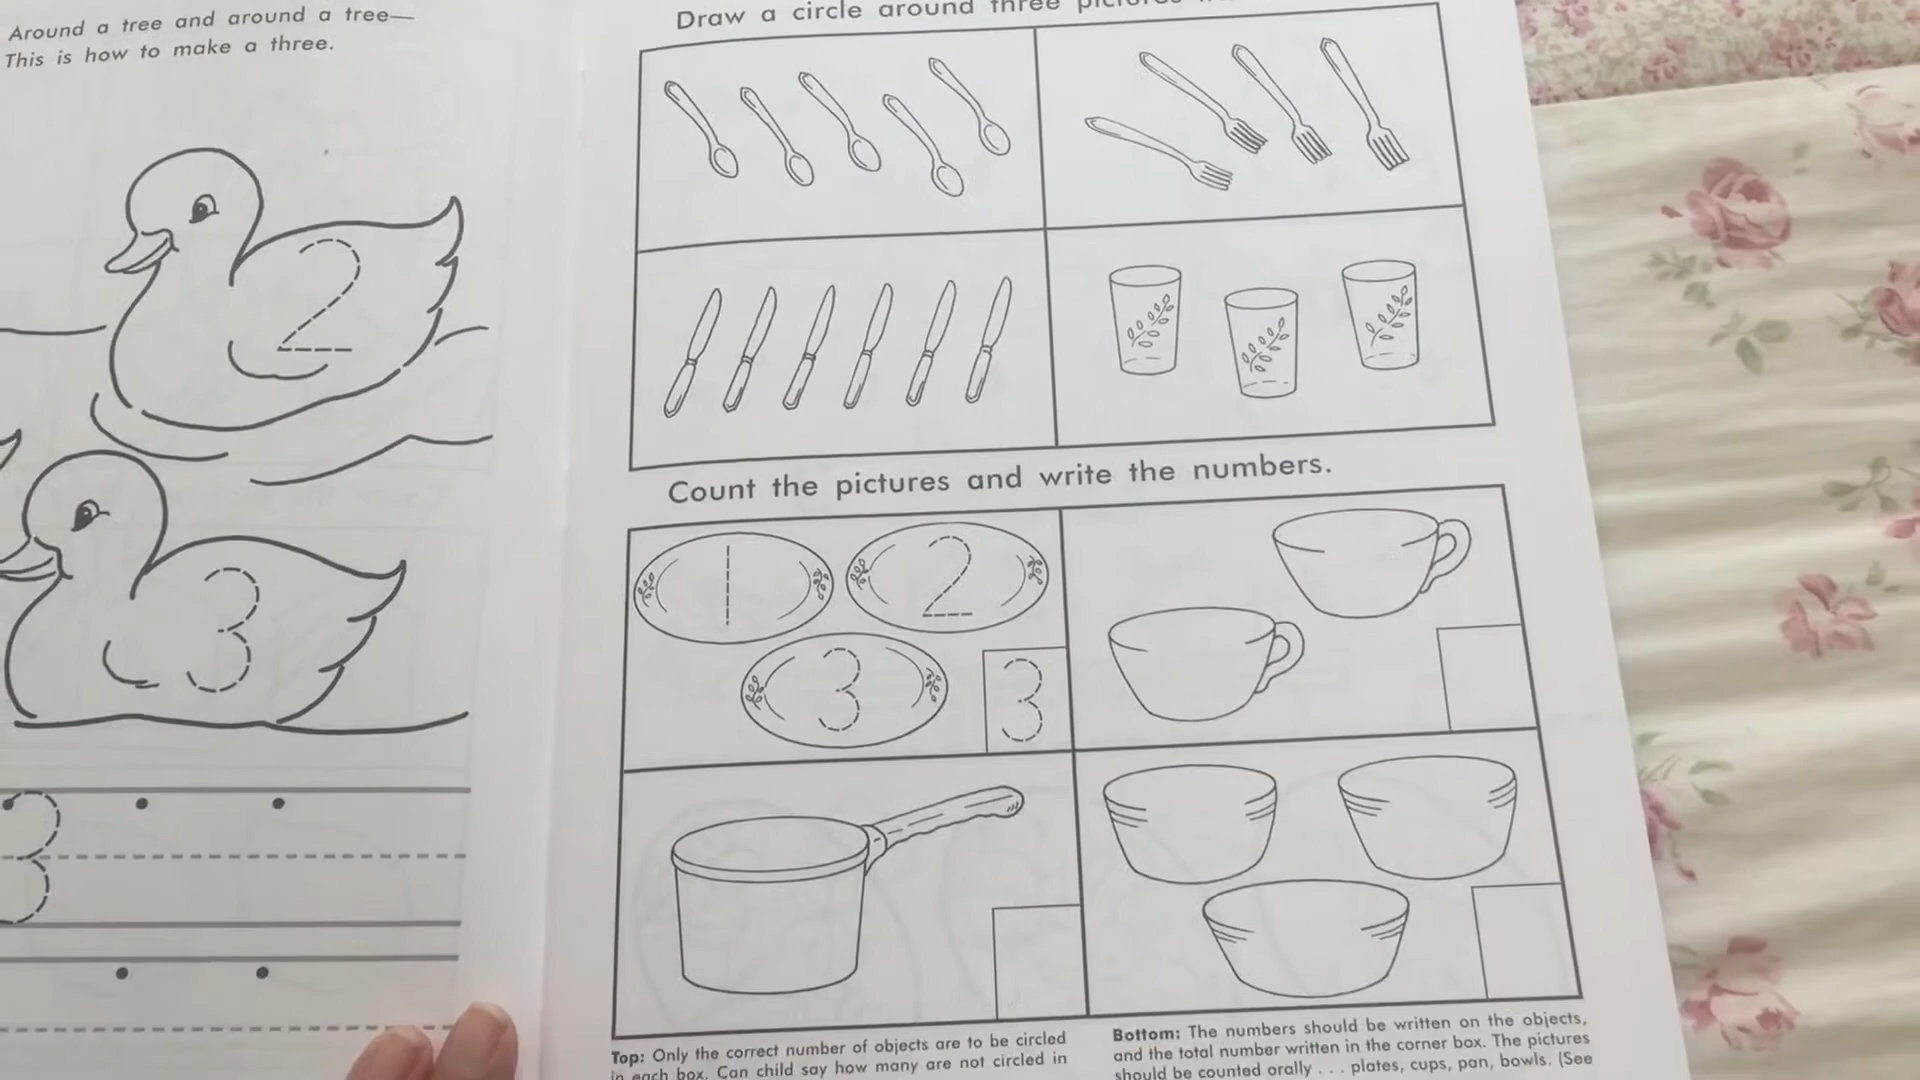 Around a tree and around a tree—
This is how to make a three.
2
3
3
Draw a circle around three
Count the pictures and write the numbers.
1
2
3
3
Top: Only the correct number of objects are to be circled
in each box. Can child say how many are not circled in
Bottom: The numbers should be written on the objects,
and the total number written in the corner box. The pictures
should be counted orally . . . plates, cups, pan, bowls. (See